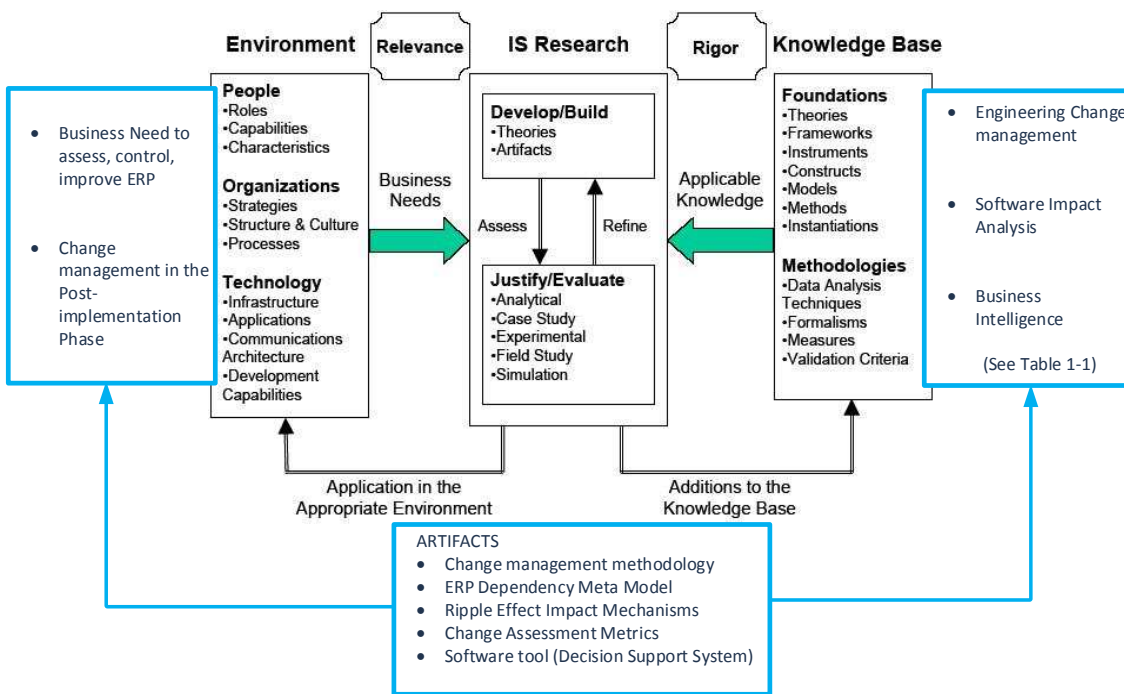 Environment
Relevance
IS Research
Rigor
Knowledge Base
• Business Need to
assess, control,
improve ERP
• Change
management in the
Post-
implementation
Phase
People
•Roles
•Capabilities
•Characteristics
Organizations
•Strategies
•Structure & Culture
•Processes
Technology
•Infrastructure
•Applications
•Communications
Architecture
•Development
Capabilities
Business
Needs
Develop/Build
•Theories
•Artifacts
Assess
Refine
Justify/Evaluate
•Analytical
•Case Study
•Experimental
•Field Study
•Simulation
Applicable
Knowledge
Foundations
•Theories
•Frameworks
•Instruments
•Constructs
•Models
•Methods
•Instantiations
Methodologies
•Data Analysis
Techniques
•Formalisms
•Measures
•Validation Criteria
• Engineering Change
management
• Software Impact
Analysis
• Business
Intelligence
(See Table 1-1)
Application in the
Appropriate Environment
Additions to the
Knowledge Base
ARTIFACTS
• Change management methodology
• ERP Dependency Meta Model
• Ripple Effect Impact Mechanisms
• Change Assessment Metrics
• Software tool (Decision Support System)